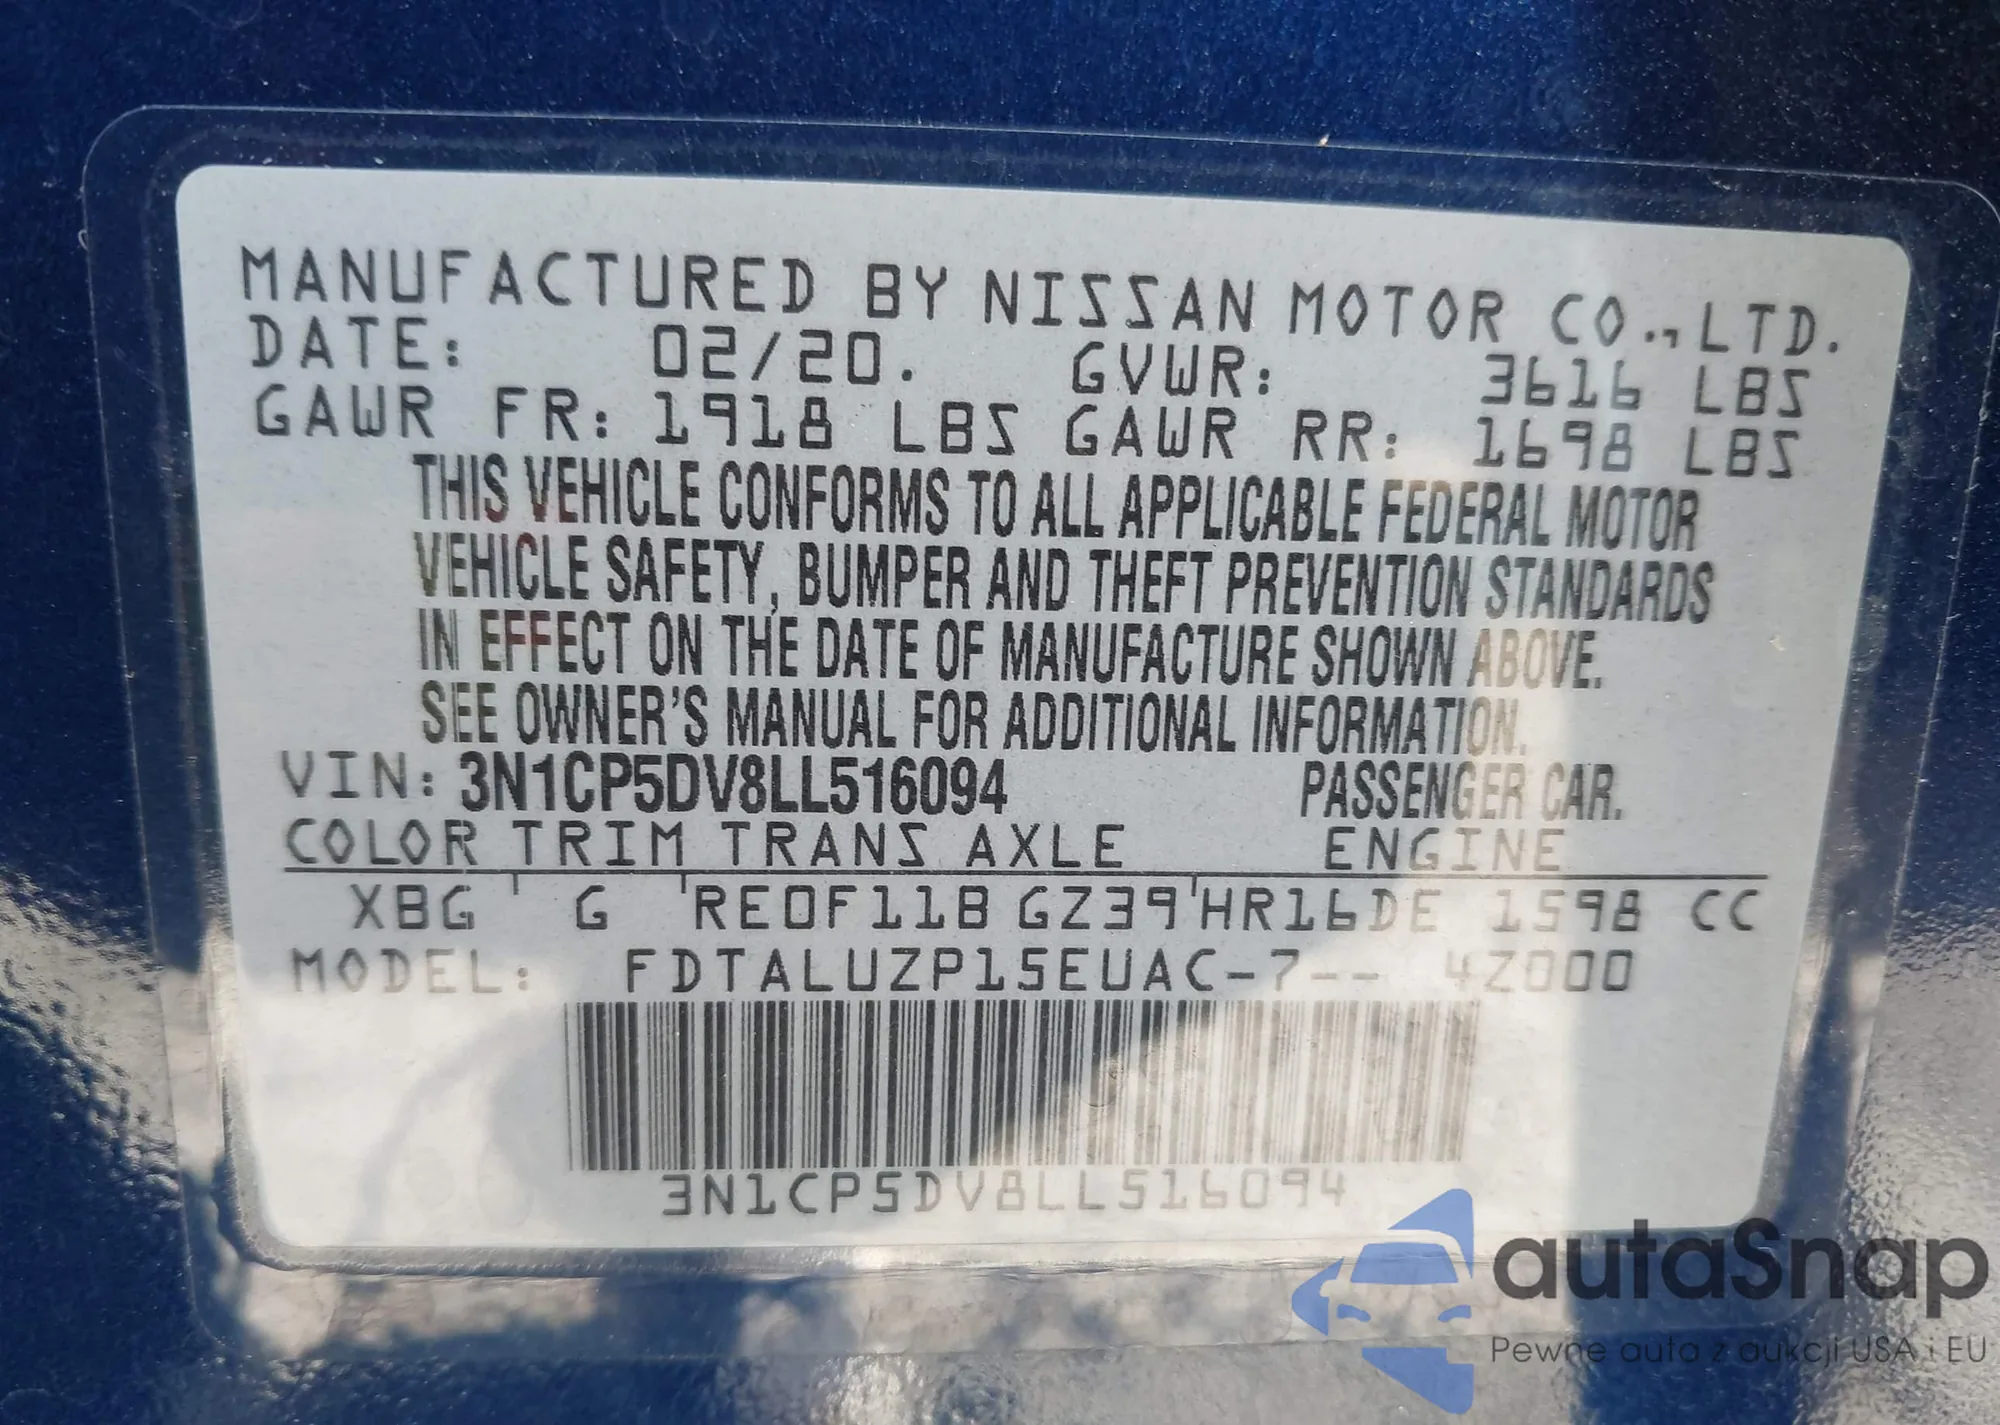 MANUFACTURED BY NISSAN MOTOR CO.,LTD.
DATE: 02/20. GVWR: 3616 LBS
GAWR FR: 1918 LBS GAWR RR: 1698 LBS
THIS VEHICLE CONFORMS TO ALL APPLICABLE FEDERAL MOTOR
VEHICLE SAFETY, BUMPER AND THEFT PREVENTION STANDARDS
IN EFFECT ON THE DATE OF MANUFACTURE SHOWN ABOVE.
SEE OWNER'S MANUAL FOR ADDITIONAL INFORMATION.
VIN: 3N1CP5DV8LL516094 PASSENGER CAR.
COLOR TRIM TRANS AXLE ENGINE
XBG G RE0F11B GZ39 HR16DE 1598 CC
MODEL: FDTALUZP15EUAC-7-- 4Z000
3N1CP5DV8LL516094
autaSnap
Pewne auta z aukcji USA i EU